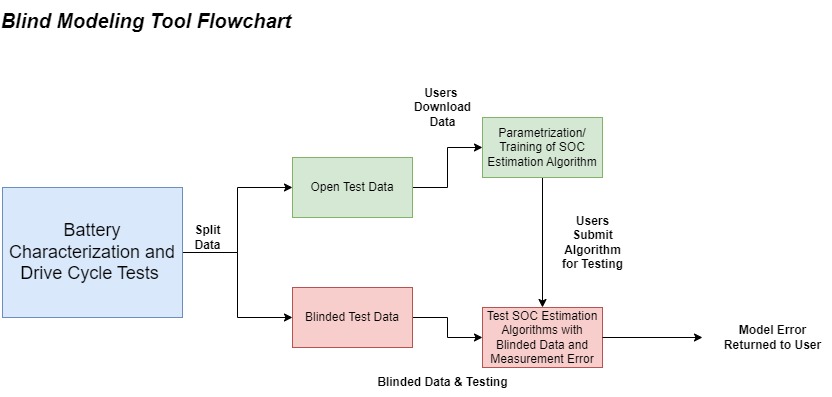 Blind Modeling Tool Flowchart
Users
Download
Data
Parametrization/
Training of SOC
Estimation Algorithm
Open Test Data
Battery
Characterization and
Drive Cycle Tests
Split
Data
Users
Submit
Algorithm
for Testing
Blinded Test Data
Test SOC Estimation
Algorithms with
Blinded Data and
Measurement Error
Model Error
Returned to User
Blinded Data & Testing